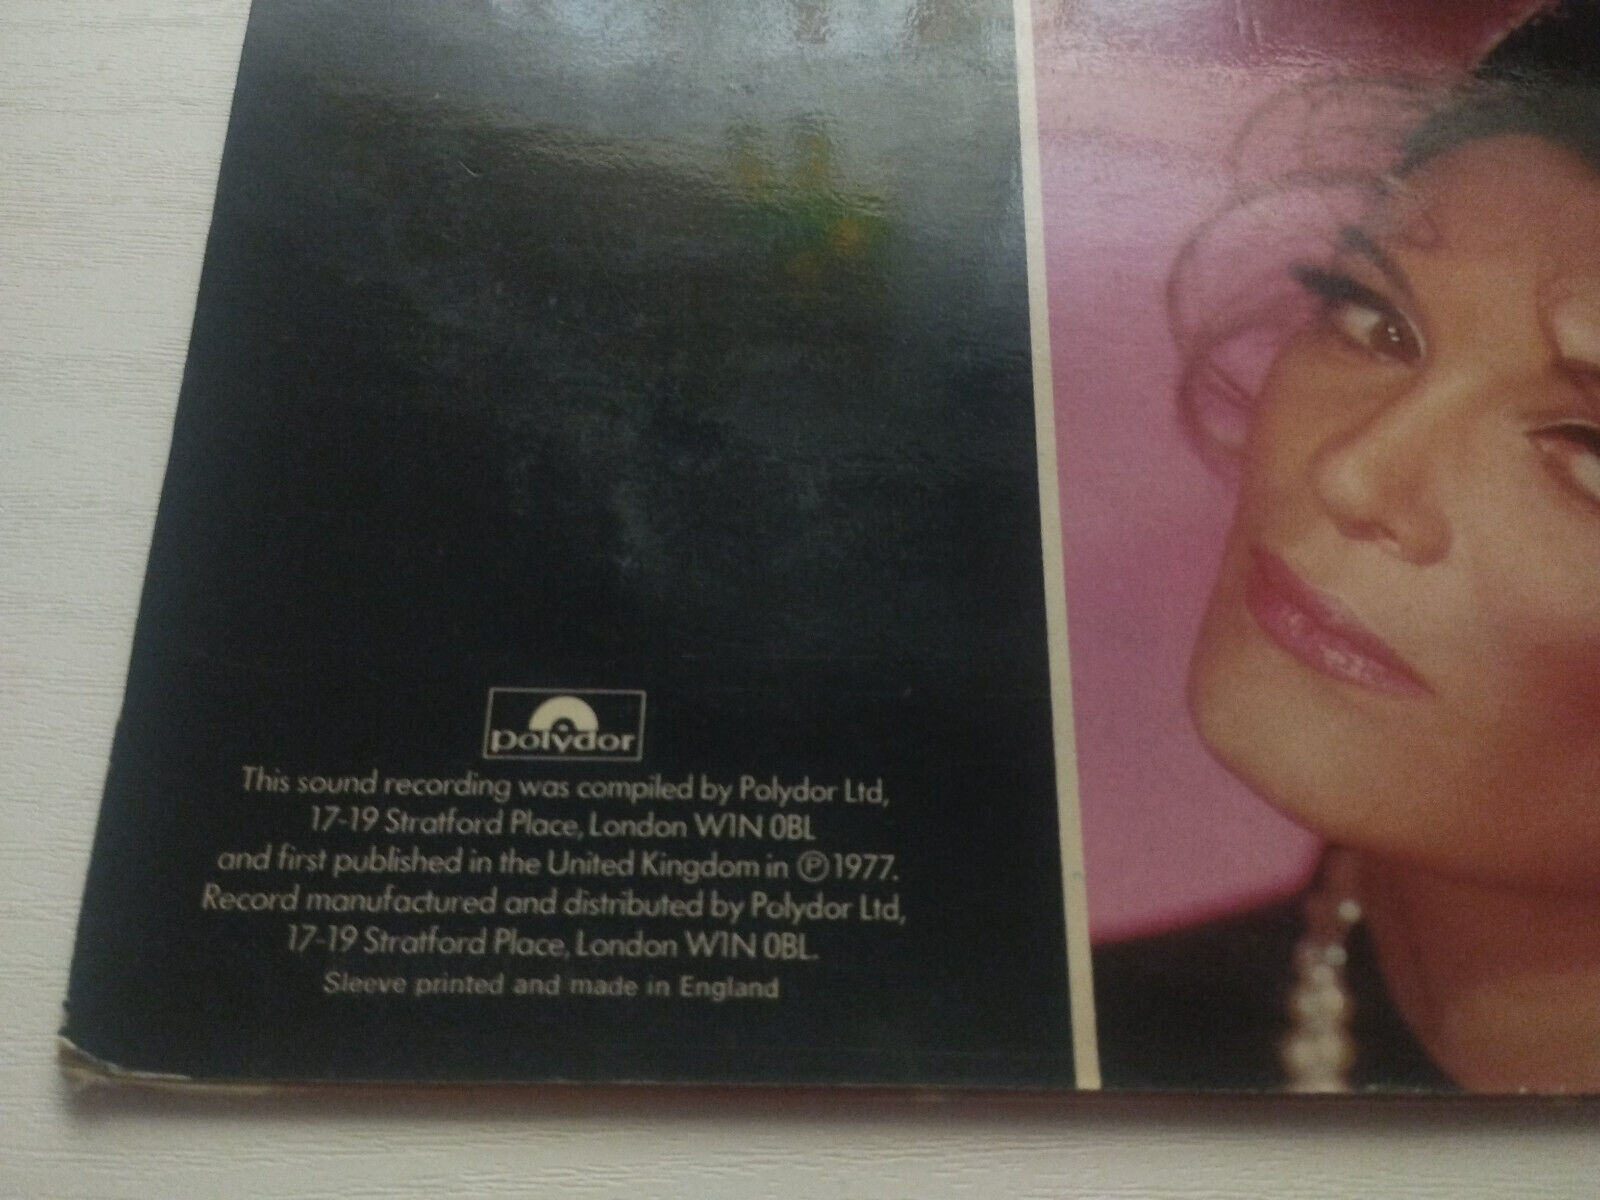 polydor
This sound recording was compiled by Polydor Ltd,
17-19 Stratford Place, London W1N 0BL
and first published in the United Kingdom in ℗ 1977.
Record manufactured and distributed by Polydor Ltd,
17-19 Stratford Place, London W1N 0BL.
Sleeve printed and made in England